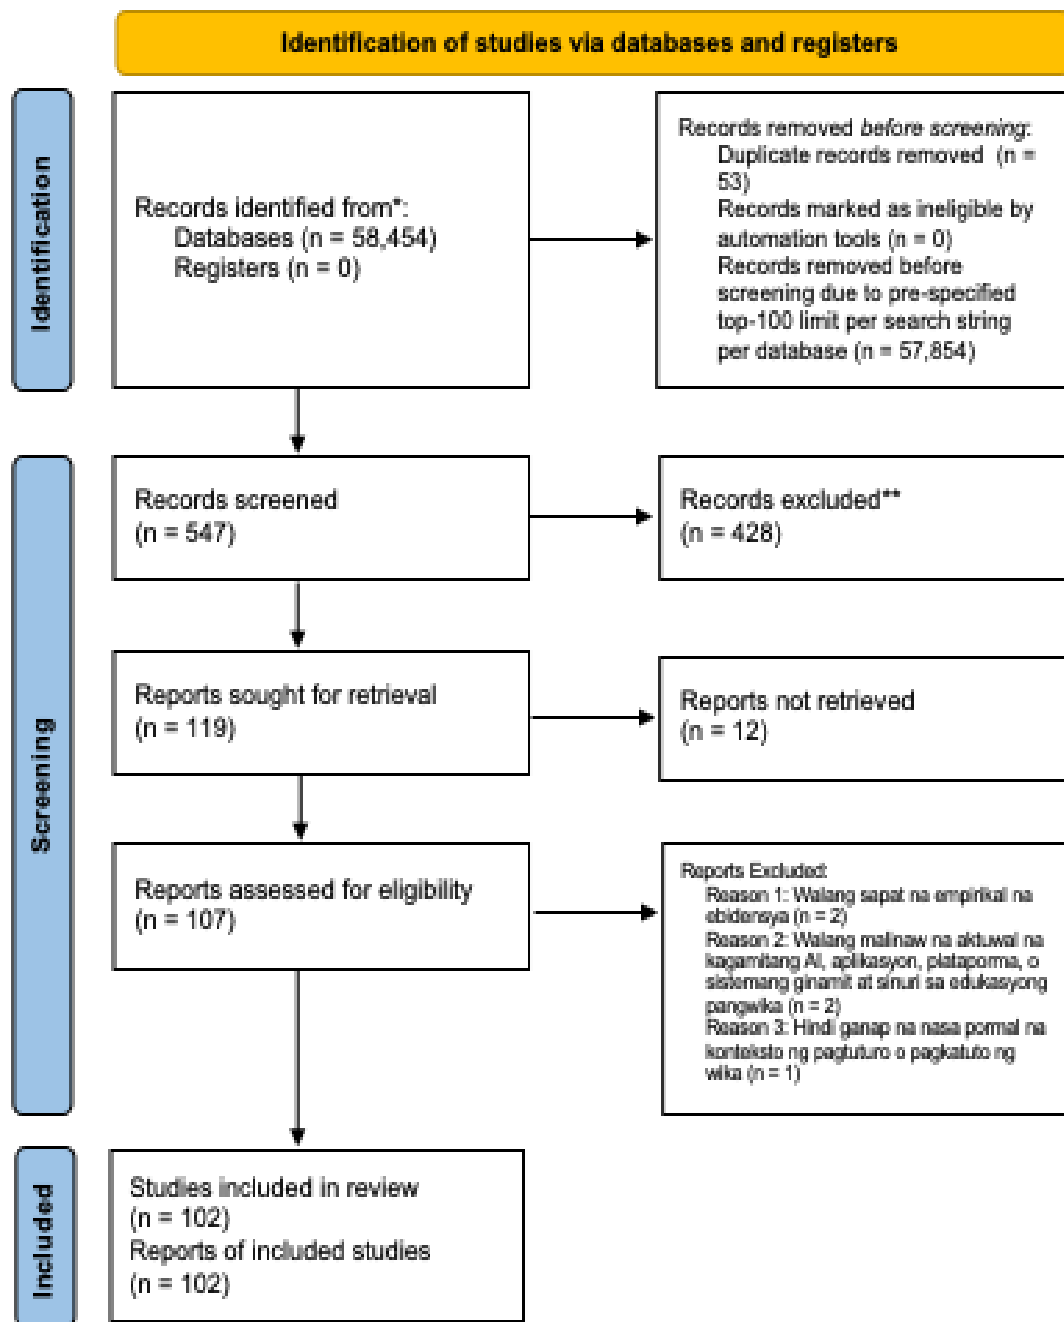 Identification of studies via databases and registers
Identification
Records identified from*:
Databases (n = 58,454)
Registers (n = 0)
Records removed before screening:
Duplicate records removed (n =
53)
Records marked as ineligible by
automation tools (n = 0)
Records removed before
screening due to pre-specified
top-100 limit per search string
per database (n = 57,854)
Screening
Records screened
(n = 547)
Records excluded**
(n = 428)
Reports sought for retrieval
(n = 119)
Reports not retrieved
(n = 12)
Reports assessed for eligibility
(n = 107)
Reports Excluded:
Reason 1: Walang sapat na empirikal na
ebidensya (n = 2)
Reason 2: Walang malinaw na aktuwal na
kagamitang AI, aplikasyon, plataporma, o
sistemang ginamit at sinuri sa edukasyong
pangwika (n = 2)
Reason 3: Hindi ganap na nasa pormal na
konteksto ng pagtuturo o pagkatuto ng
wika (n = 1)
Included
Studies included in review
(n = 102)
Reports of included studies
(n = 102)